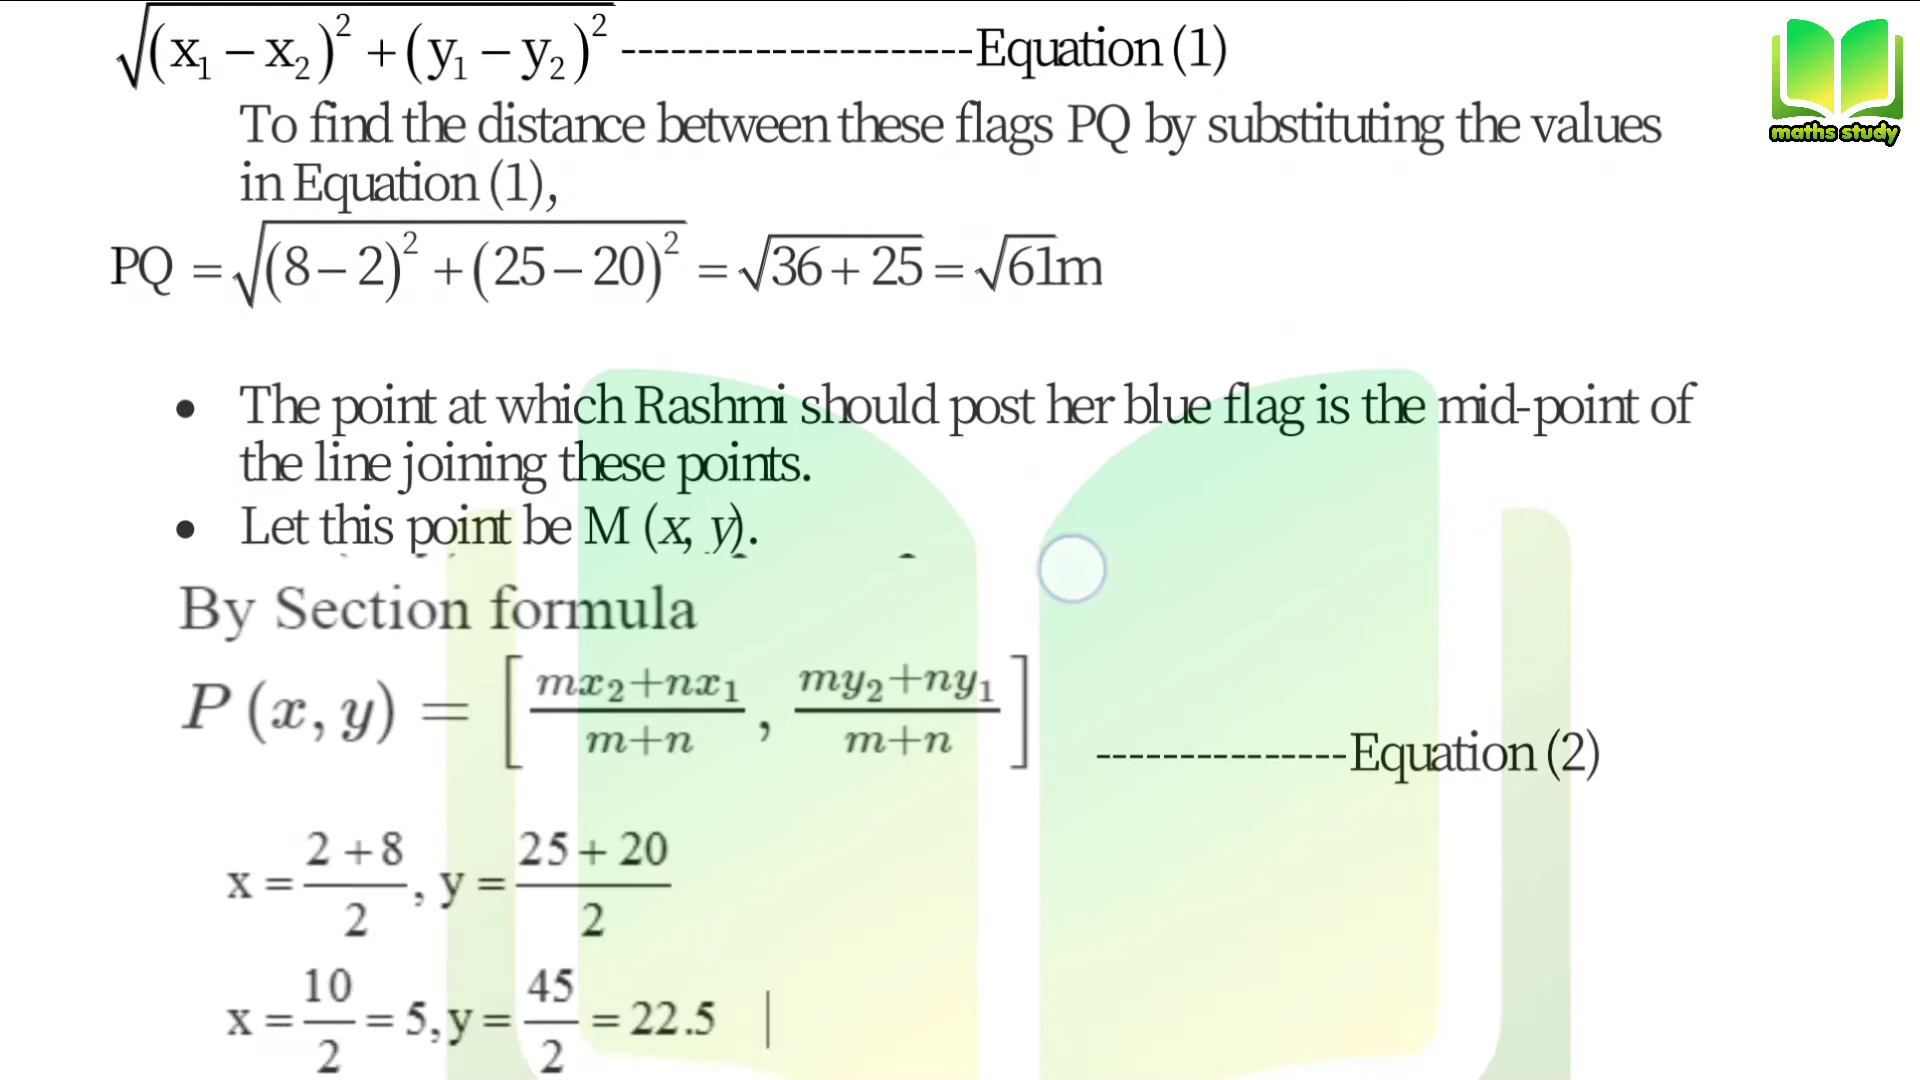 √(x₁ − x₂)² + (y₁ − y₂)² ---------------------Equation (1)
maths study
To find the distance between these flags PQ by substituting the values
in Equation (1),
PQ = √(8 − 2)² + (25 − 20)² = √36 + 25 = √61m
• The point at which Rashmi should post her blue flag is the mid-point of
the line joining these points.
• Let this point be M (x, y).
By Section formula
P (x, y) = [ mx₂+nx₁ / m+n , my₂+ny₁ / m+n ]
---------------Equation (2)
x = 2 + 8 / 2 , y = 25 + 20 / 2
x = 10 / 2 = 5, y = 45 / 2 = 22.5